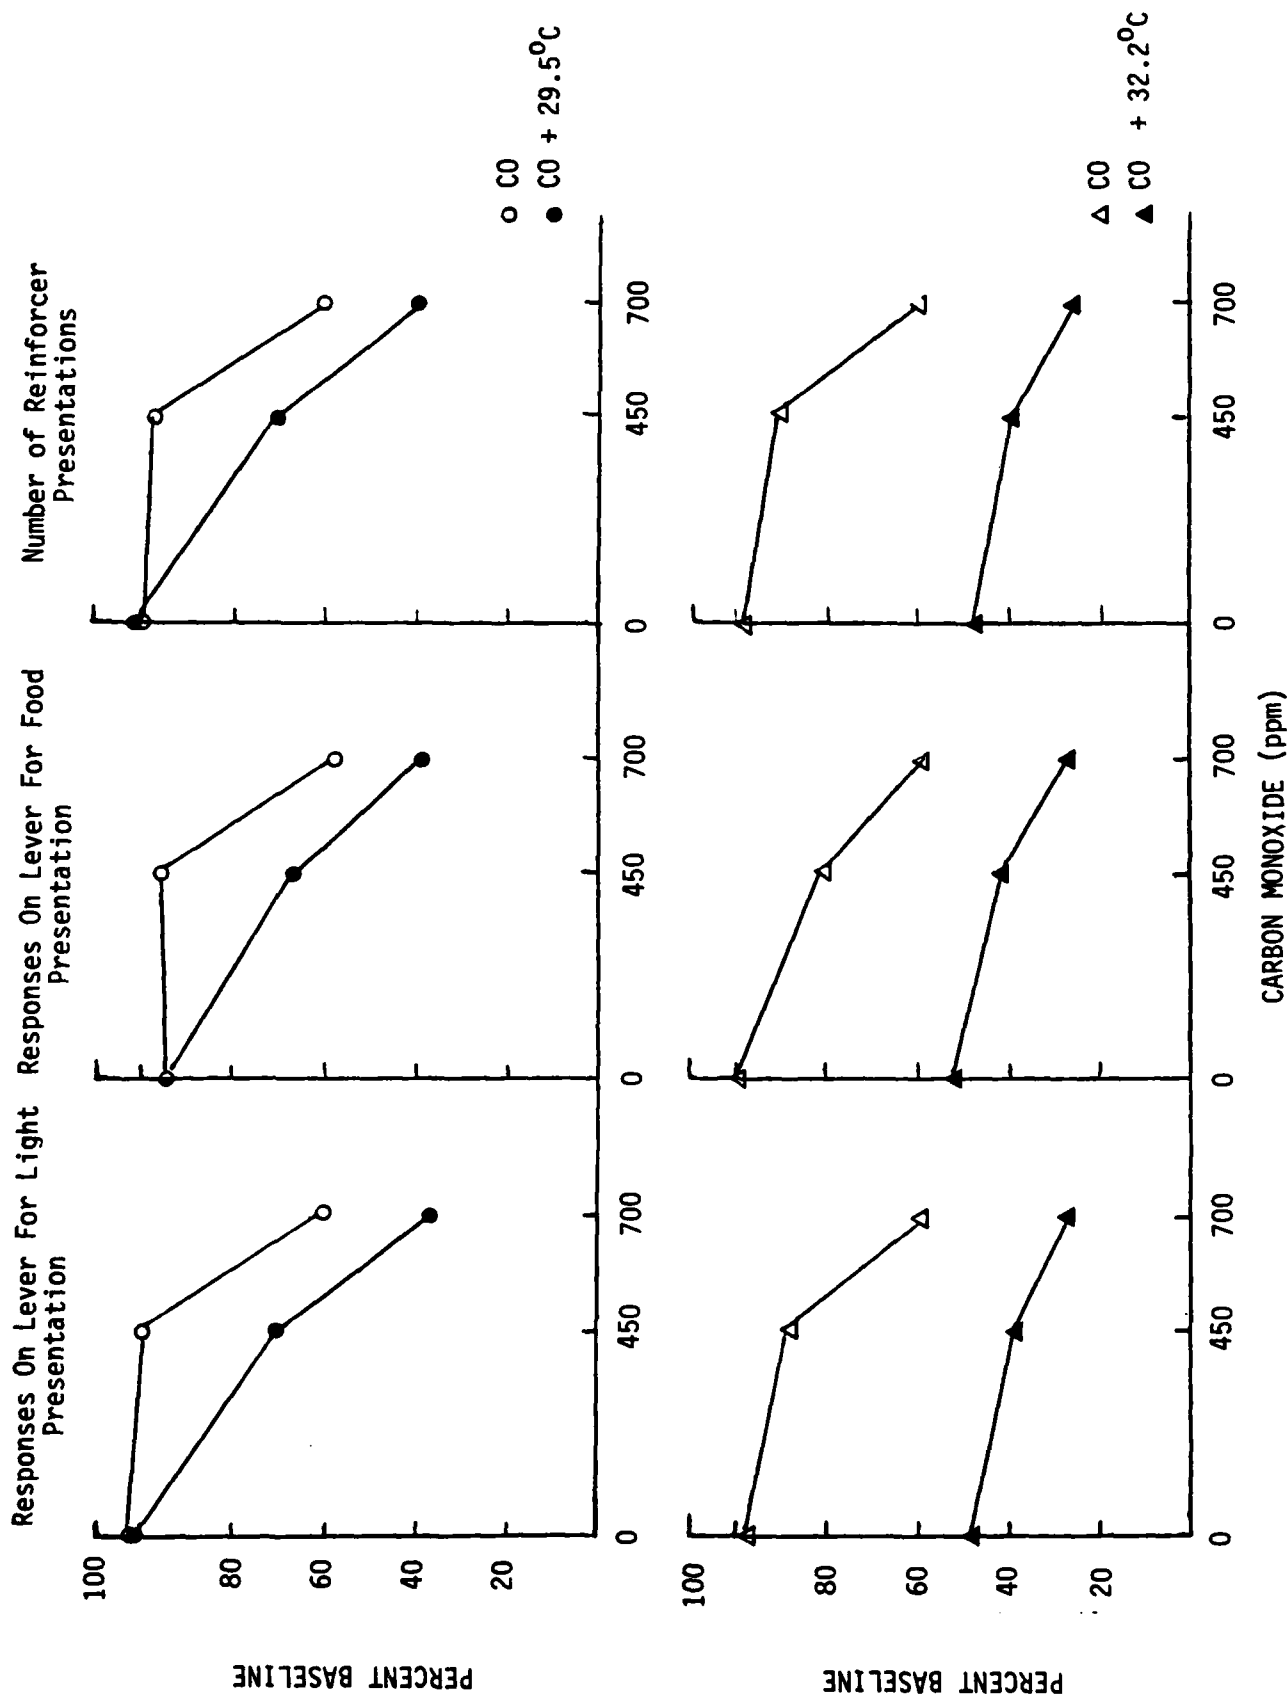 Responses On Lever For Light
Presentation
Responses On Lever For Food
Presentation
Number of Reinforcer
Presentations
PERCENT BASELINE
100
80
60
40
0
450
700
0
450
700
0
450
700
CO
CO + 29.5°C
PERCENT BASELINE
100
80
60
40
20
0
450
700
0
450
700
0
450
700
CO
CO + 32.2°C
CARBON MONOXIDE (ppm)